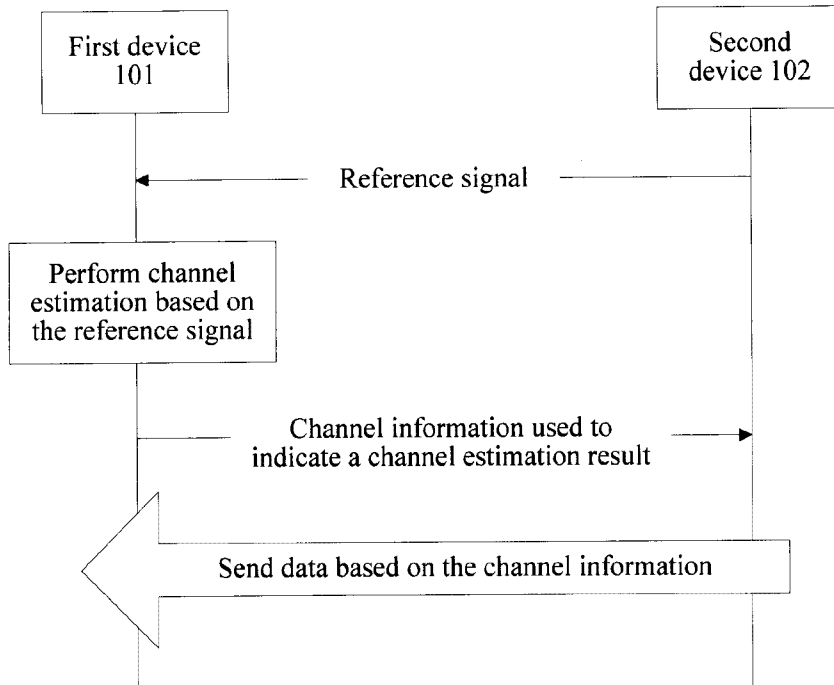 First device
101
Second
device 102
Reference signal
Perform channel
estimation based on
the reference signal
Channel information used to
indicate a channel estimation result
Send data based on the channel information